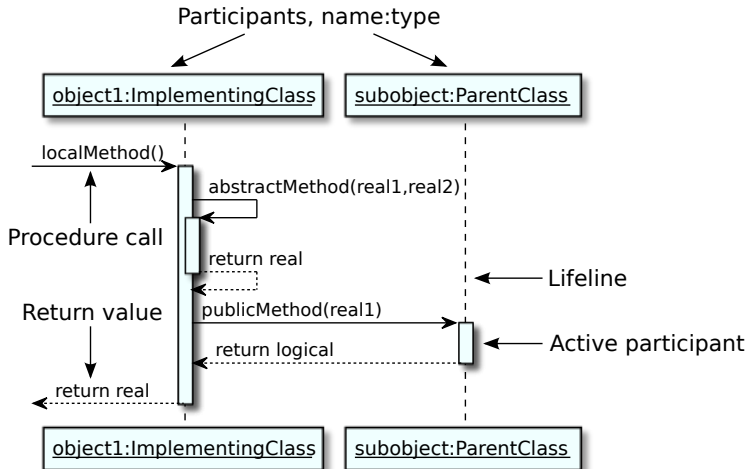 Participants, name:type
object1:ImplementingClass
subobject:ParentClass
localMethod()
abstractMethod(real1,real2)
Procedure call
return real
Lifeline
Return value
publicMethod(real1)
Active participant
return logical
return real
object1:ImplementingClass
subobject:ParentClass